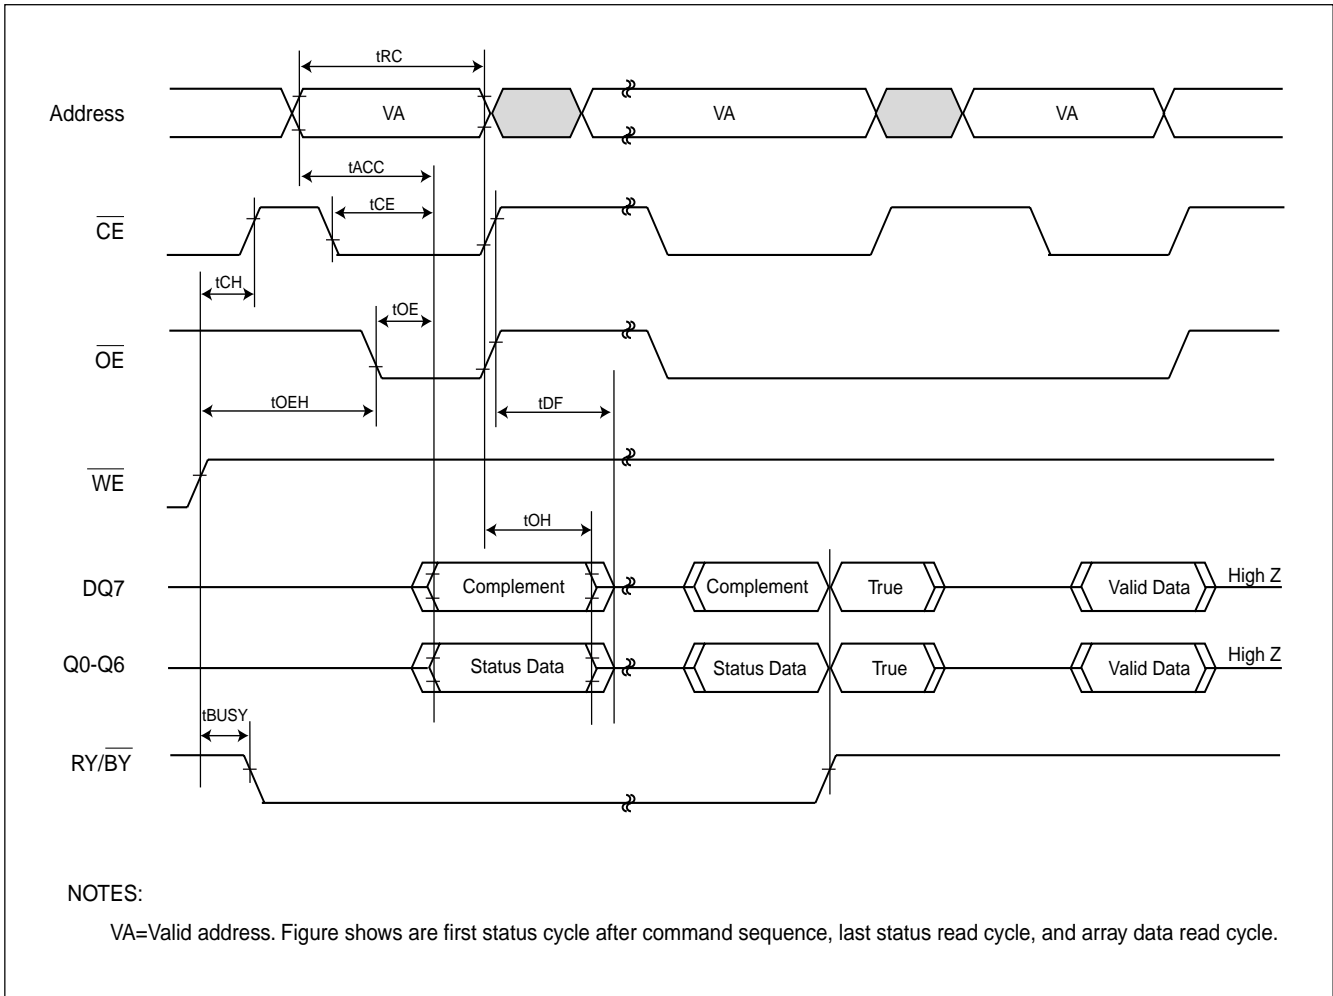 tRC
Address VA VA VA
tACC
tCE
CE
tCH
tOE
OE
tOEH tDF
WE
tOH
DQ7 Complement Complement True Valid Data High Z
Q0-Q6 Status Data Status Data True Valid Data High Z
tBUSY
RY/BY
NOTES:
VA=Valid address. Figure shows are first status cycle after command sequence, last status read cycle, and array data read cycle.